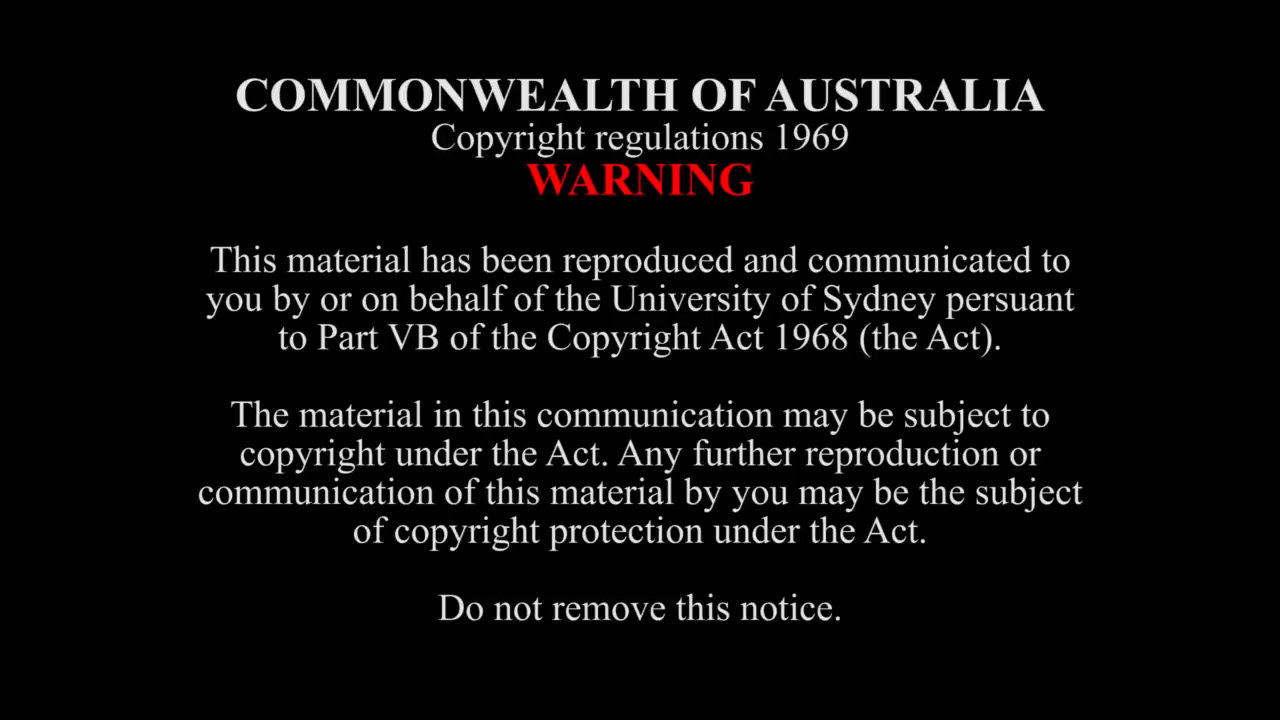 COMMONWEALTH OF AUSTRALIA
Copyright regulations 1969
WARNING
This material has been reproduced and communicated to
you by or on behalf of the University of Sydney persuant
to Part VB of the Copyright Act 1968 (the Act).
The material in this communication may be subject to
copyright under the Act. Any further reproduction or
communication of this material by you may be the subject
of copyright protection under the Act.
Do not remove this notice.